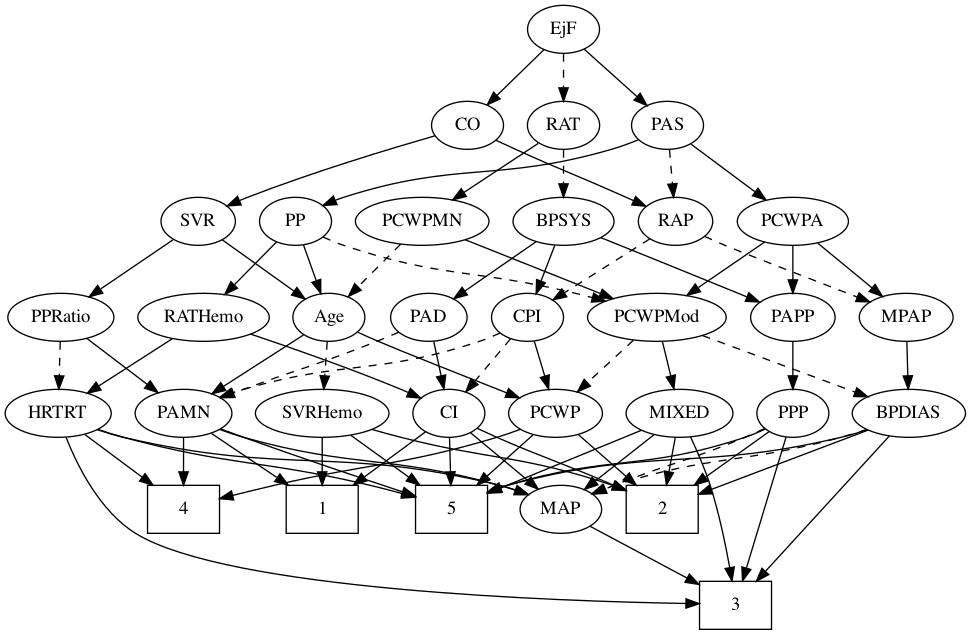 EjF
CO RAT PAS
SVR PP PCWPMN BPSYS RAP PCWPA
PPRatio RATHemo Age PAD CPI PCWPMod PAPP MPAP
HRTRT PAMN SVRHemo CI PCWP MIXED PPP BPDIAS
4 1 5 MAP 2
3